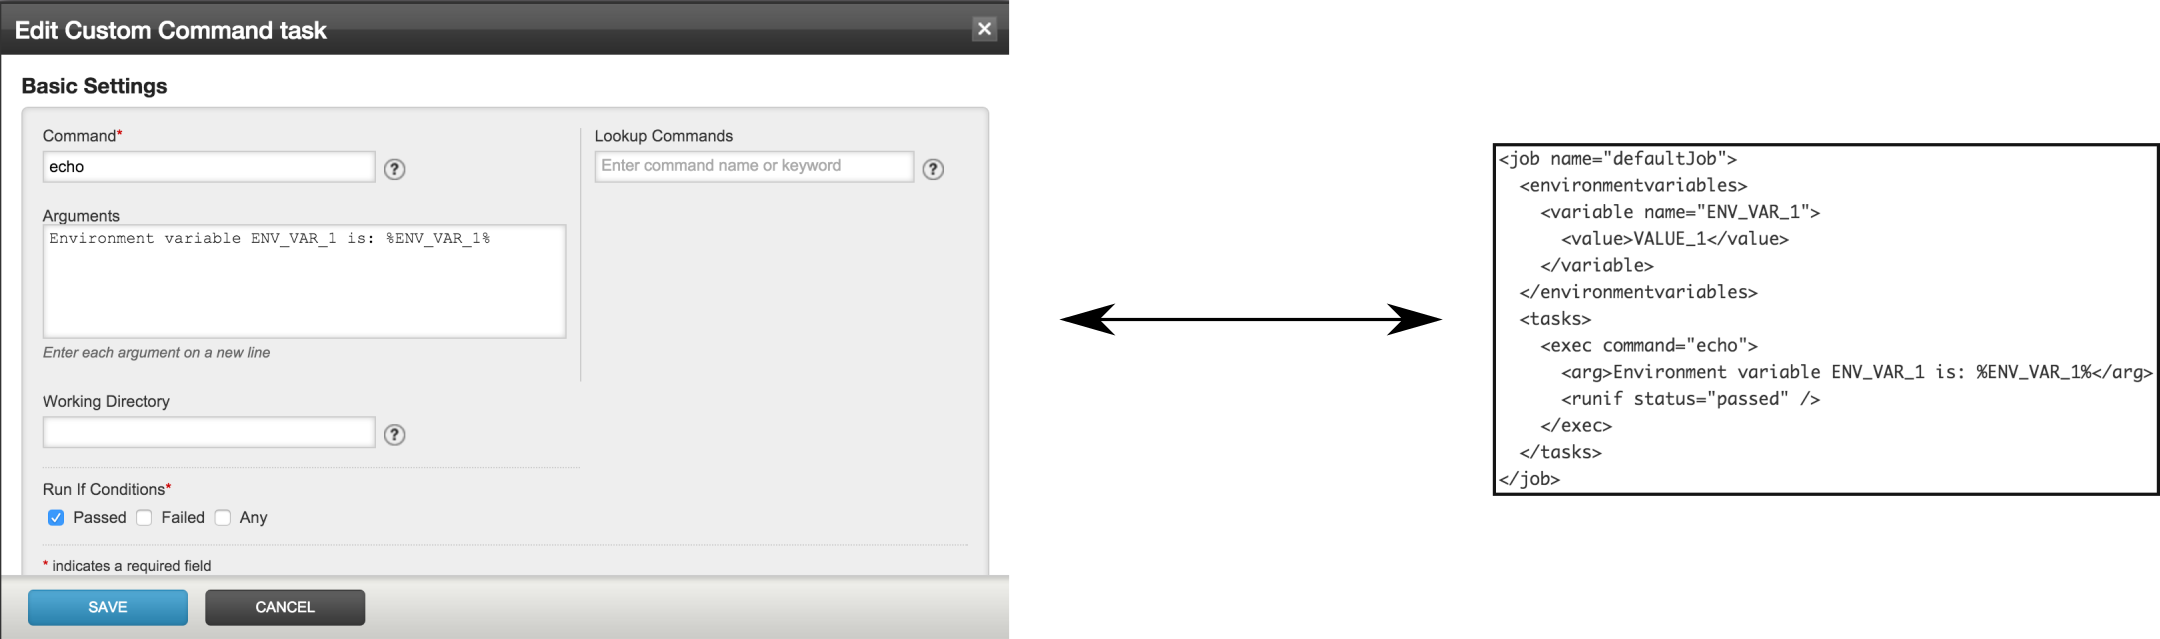 Edit Custom Command task
Basic Settings
Command*
echo
Arguments
Environment variable ENV_VAR_1 is: %ENV_VAR_1%
Enter each argument on a new line
Working Directory
Run If Conditions*
Passed Failed Any
* indicates a required field
SAVE CANCEL
Lookup Commands
Enter command name or keyword
<job name="defaultJob">
  <environmentvariables>
    <variable name="ENV_VAR_1">
      <value>VALUE_1</value>
    </variable>
  </environmentvariables>
  <tasks>
    <exec command="echo">
      <arg>Environment variable ENV_VAR_1 is: %ENV_VAR_1%</arg>
      <runif status="passed" />
    </exec>
  </tasks>
</job>